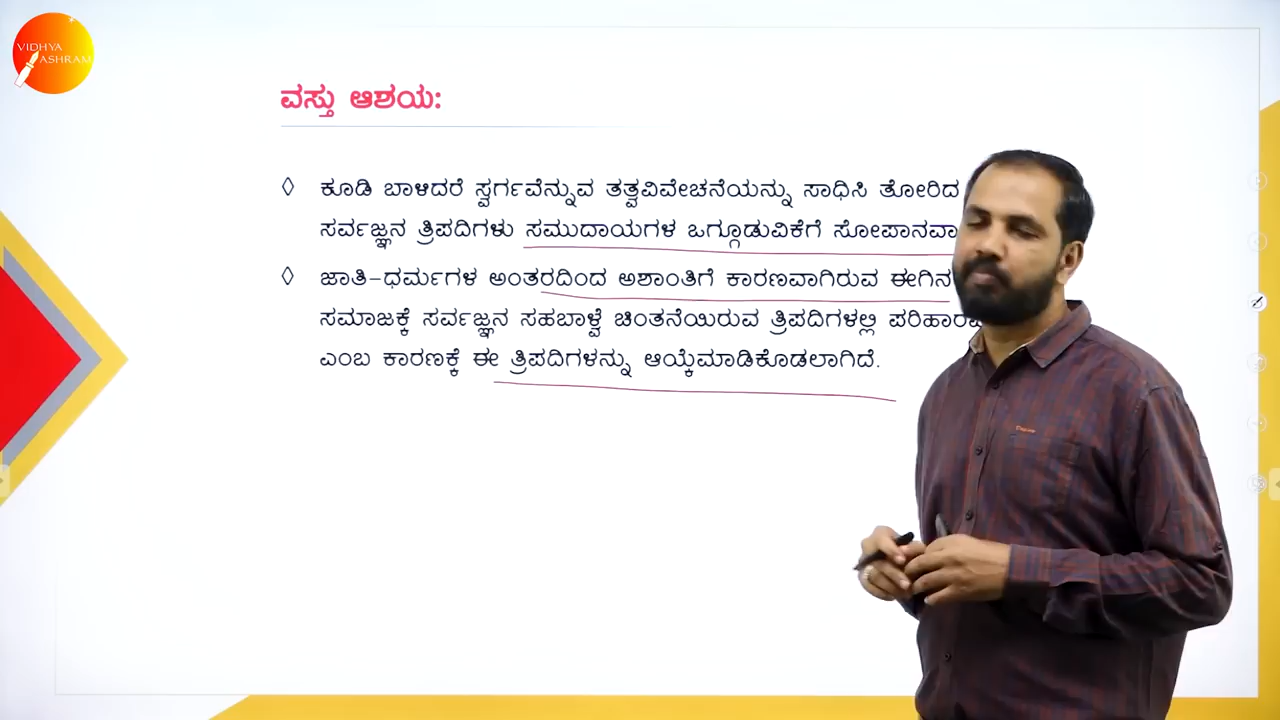 VIDHYA
ASHRAM
ವಸ್ತು ಆಶಯ:
◊ ಕೂಡಿ ಬಾಳಿದರೆ ಸ್ವರ್ಗವೆನ್ನುವ ತತ್ವವಿವೇಚನೆಯನ್ನು ಸಾಧಿಸಿ ತೋರಿದ
ಸರ್ವಜ್ಞನ ತ್ರಿಪದಿಗಳು ಸಮುದಾಯಗಳ ಒಗ್ಗೂಡುವಿಕೆಗೆ
◊ ಜಾತಿ-ಧರ್ಮಗಳ ಅಂತರದಿಂದ ಅಶಾಂತಿಗೆ ಕಾರಣವಾಗಿರುವ ಈಗಿನ
ಸಮಾಜಕ್ಕೆ ಸರ್ವಜ್ಞನ ಸಹಬಾಳ್ವೆ ಚಿಂತನೆಯಿರುವ ತ್ರಿಪದಿಗಳಲ್ಲಿ
ಎಂಬ ಕಾರಣಕ್ಕೆ ಈ ತ್ರಿಪದಿಗಳನ್ನು ಆಯ್ಕೆಮಾಡಿಕೊಡಲಾಗಿದೆ.